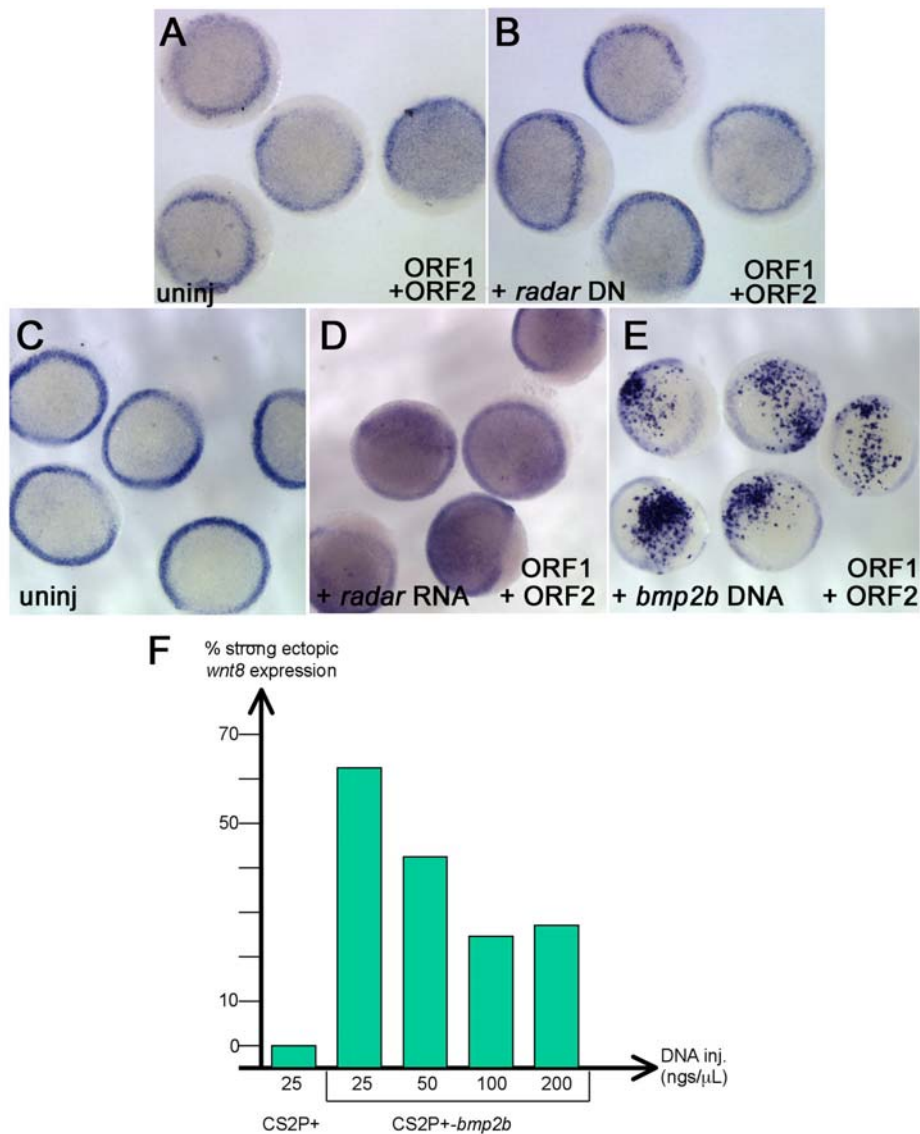 A
B
uninj
ORF1
+ORF2
+ radar DN
ORF1
+ORF2
C
D
E
uninj
+ radar RNA
ORF1
+ ORF2
+ bmp2b DNA
ORF1
+ ORF2
F
% strong ectopic
wnt8 expression
70
50
10
0
DNA inj.
(ngs/µL)
25
25
50
100
200
CS2P+
CS2P+-bmp2b